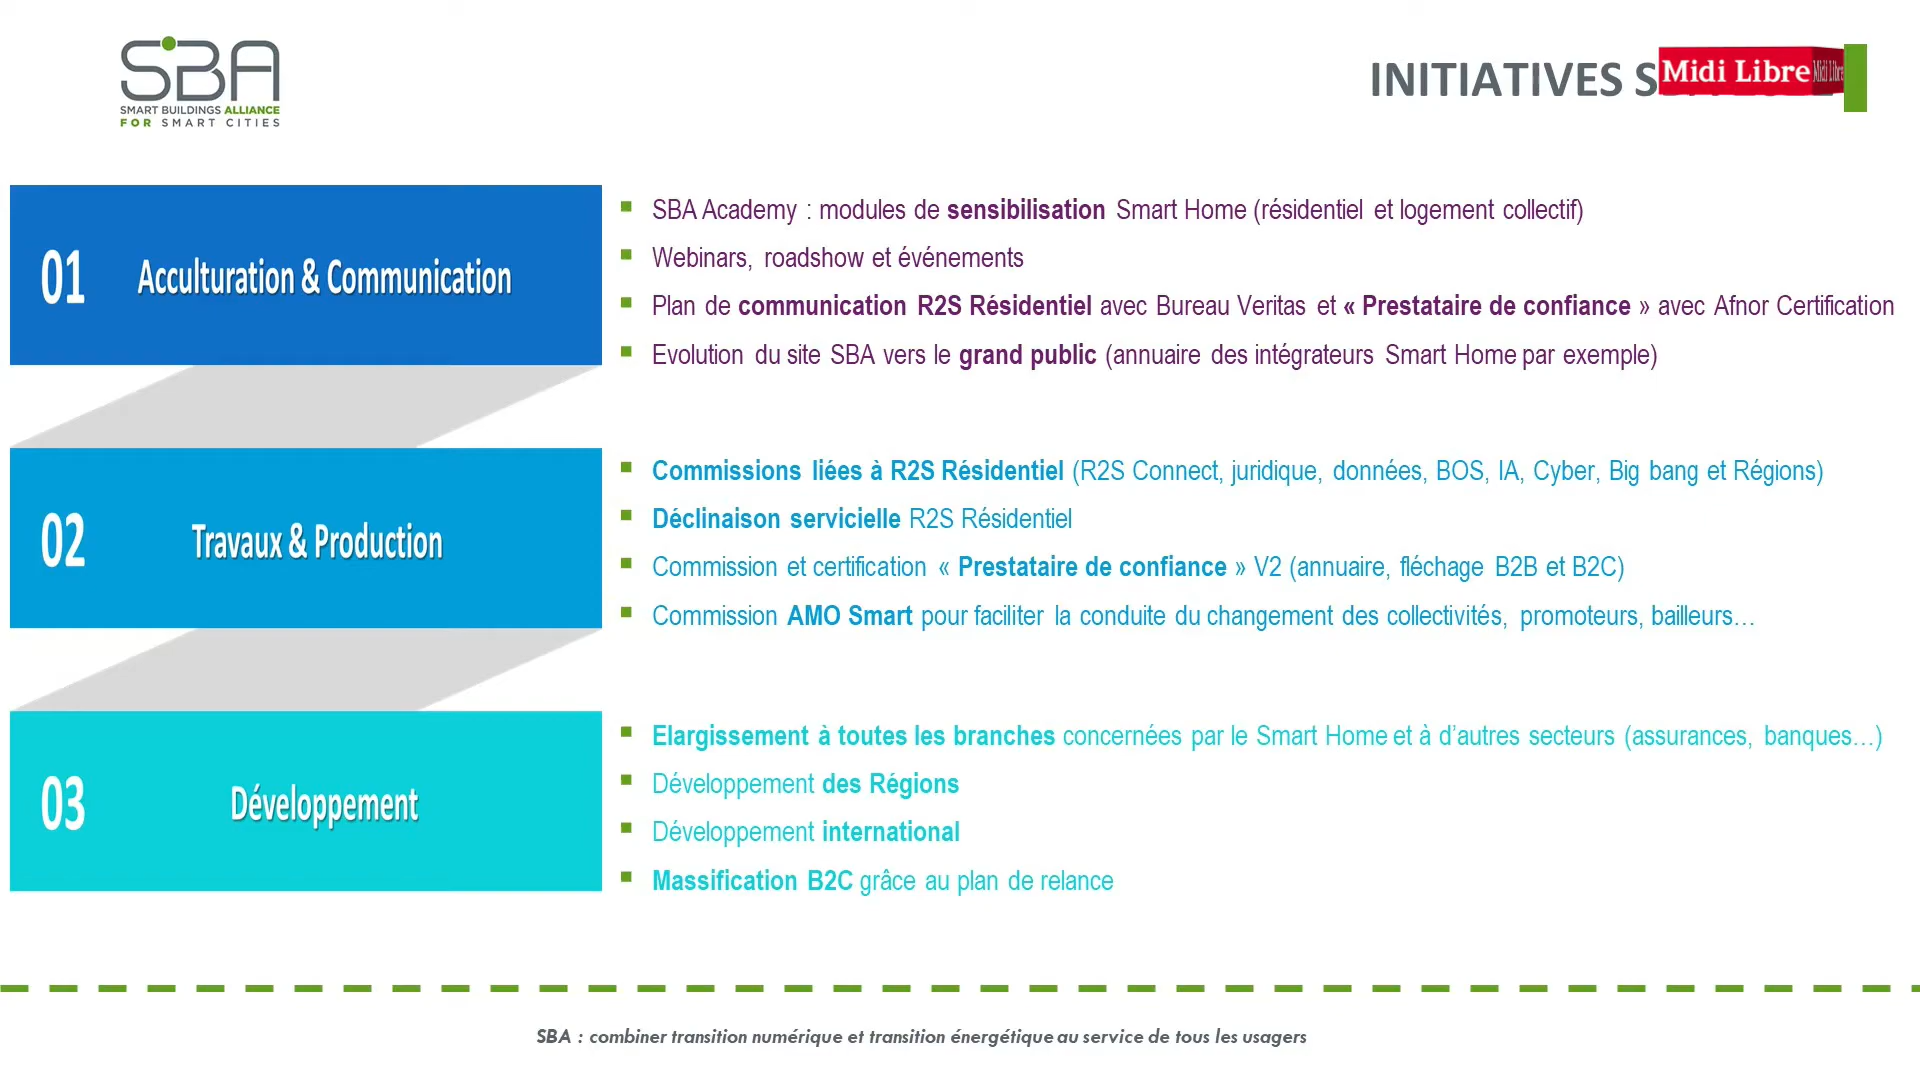 SBA
SMART BUILDINGS ALLIANCE
FOR SMART CITIES
INITIATIVES
Midi Libre
Midi Libre
01 Acculturation & Communication
SBA Academy : modules de sensibilisation Smart Home (résidentiel et logement collectif)
Webinars, roadshow et événements
Plan de communication R2S Résidentiel avec Bureau Veritas et « Prestataire de confiance » avec Afnor Certification
Evolution du site SBA vers le grand public (annuaire des intégrateurs Smart Home par exemple)
02 Travaux & Production
Commissions liées à R2S Résidentiel (R2S Connect, juridique, données, BOS, IA, Cyber, Big bang et Régions)
Déclinaison servicielle R2S Résidentiel
Commission et certification « Prestataire de confiance » V2 (annuaire, fléchage B2B et B2C)
Commission AMO Smart pour faciliter la conduite du changement des collectivités, promoteurs, bailleurs…
03 Développement
Elargissement à toutes les branches concernées par le Smart Home et à d’autres secteurs (assurances, banques…)
Développement des Régions
Développement international
Massification B2C grâce au plan de relance
SBA : combiner transition numérique et transition énergétique au service de tous les usagers